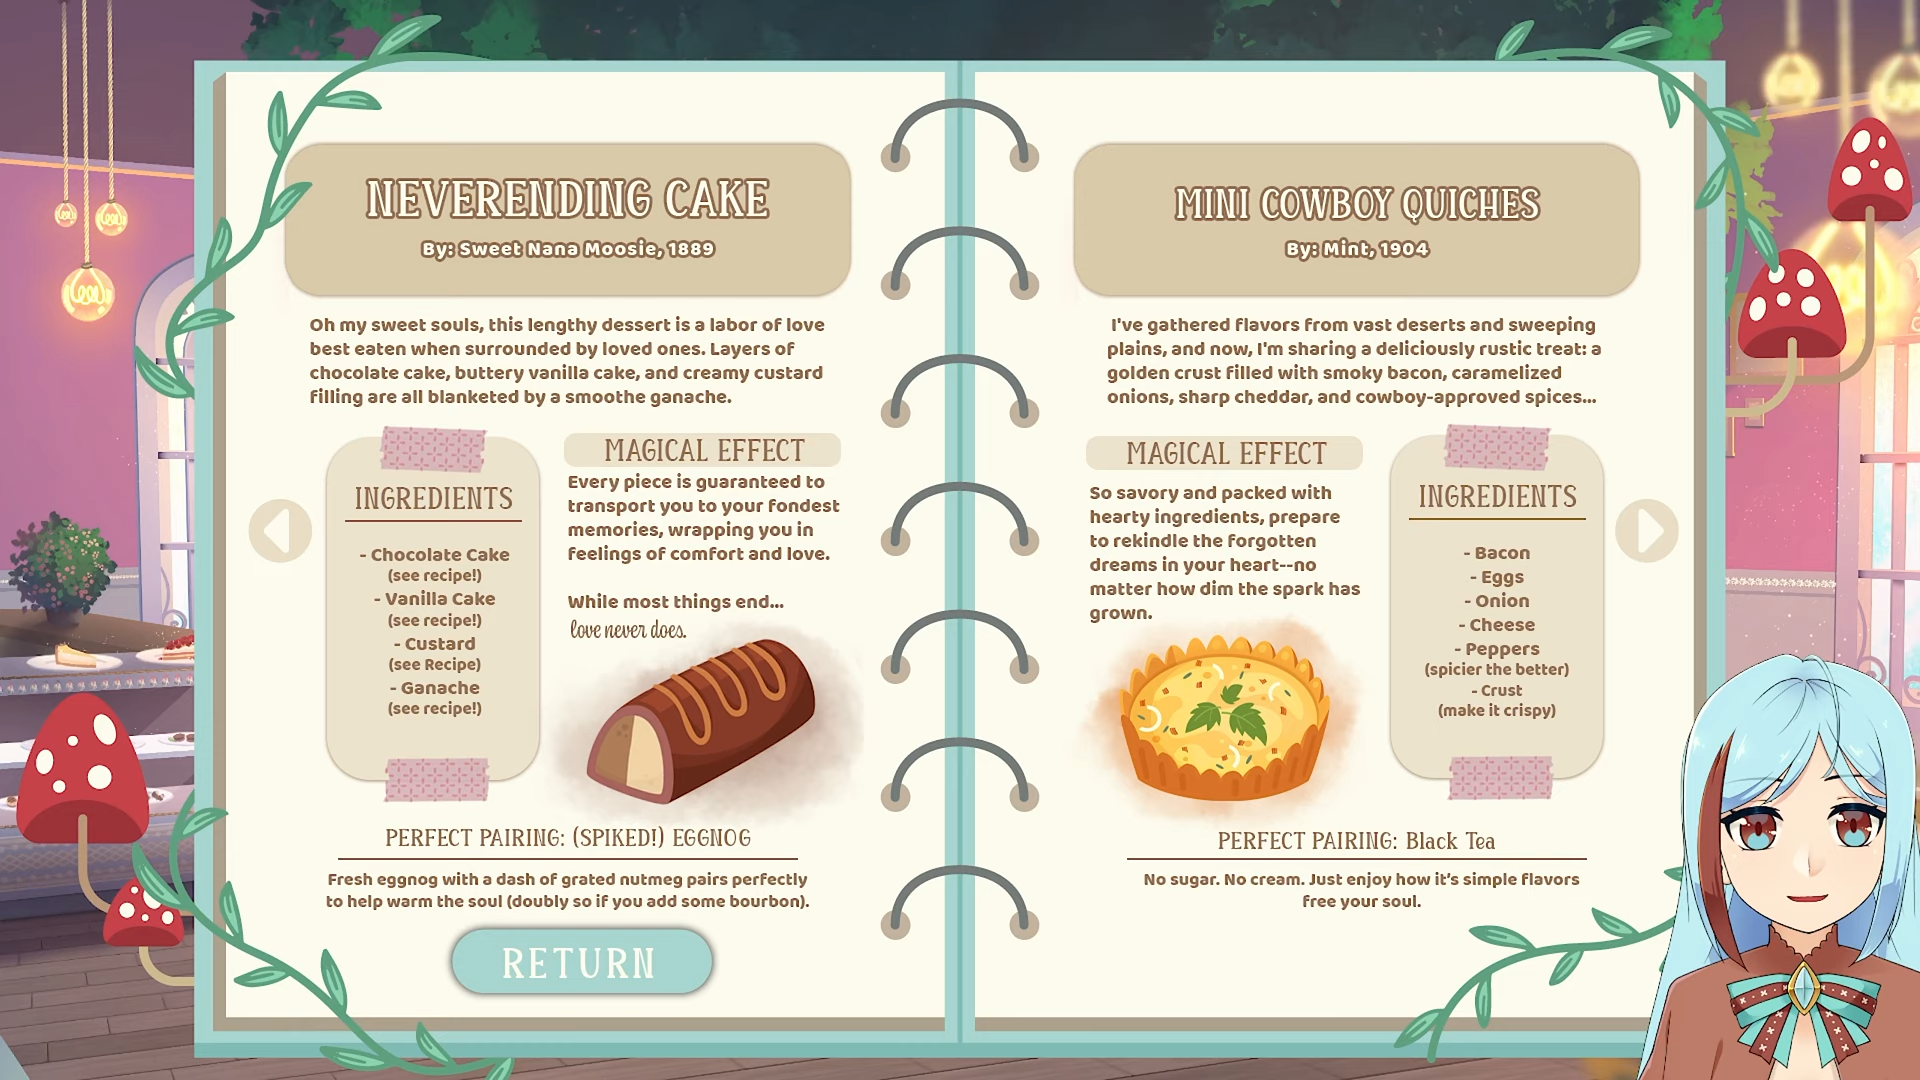 NEVERENDING CAKE
By: Sweet Nana Moosie, 1889
Oh my sweet souls, this lengthy dessert is a labor of love
best eaten when surrounded by loved ones. Layers of
chocolate cake, buttery vanilla cake, and creamy custard
filling are all blanketed by a smoothe ganache.
INGREDIENTS
- Chocolate Cake
(see recipe!)
- Vanilla Cake
(see recipe!)
- Custard
(see Recipe)
- Ganache
(see recipe!)
MAGICAL EFFECT
Every piece is guaranteed to
transport you to your fondest
memories, wrapping you in
feelings of comfort and love.
While most things end...
love never does.
PERFECT PAIRING: (SPIKED!) EGGNOG
Fresh eggnog with a dash of grated nutmeg pairs perfectly
to help warm the soul (doubly so if you add some bourbon).
RETURN
MINI COWBOY QUICHES
By: Mint, 1904
I've gathered flavors from vast deserts and sweeping
plains, and now, I'm sharing a deliciously rustic treat: a
golden crust filled with smoky bacon, caramelized
onions, sharp cheddar, and cowboy-approved spices...
MAGICAL EFFECT
So savory and packed with
hearty ingredients, prepare
to rekindle the forgotten
dreams in your heart--no
matter how dim the spark has
grown.
INGREDIENTS
- Bacon
- Eggs
- Onion
- Cheese
- Peppers
(spicier the better)
- Crust
(make it crispy)
PERFECT PAIRING: Black Tea
No sugar. No cream. Just enjoy how it's simple flavors
free your soul.